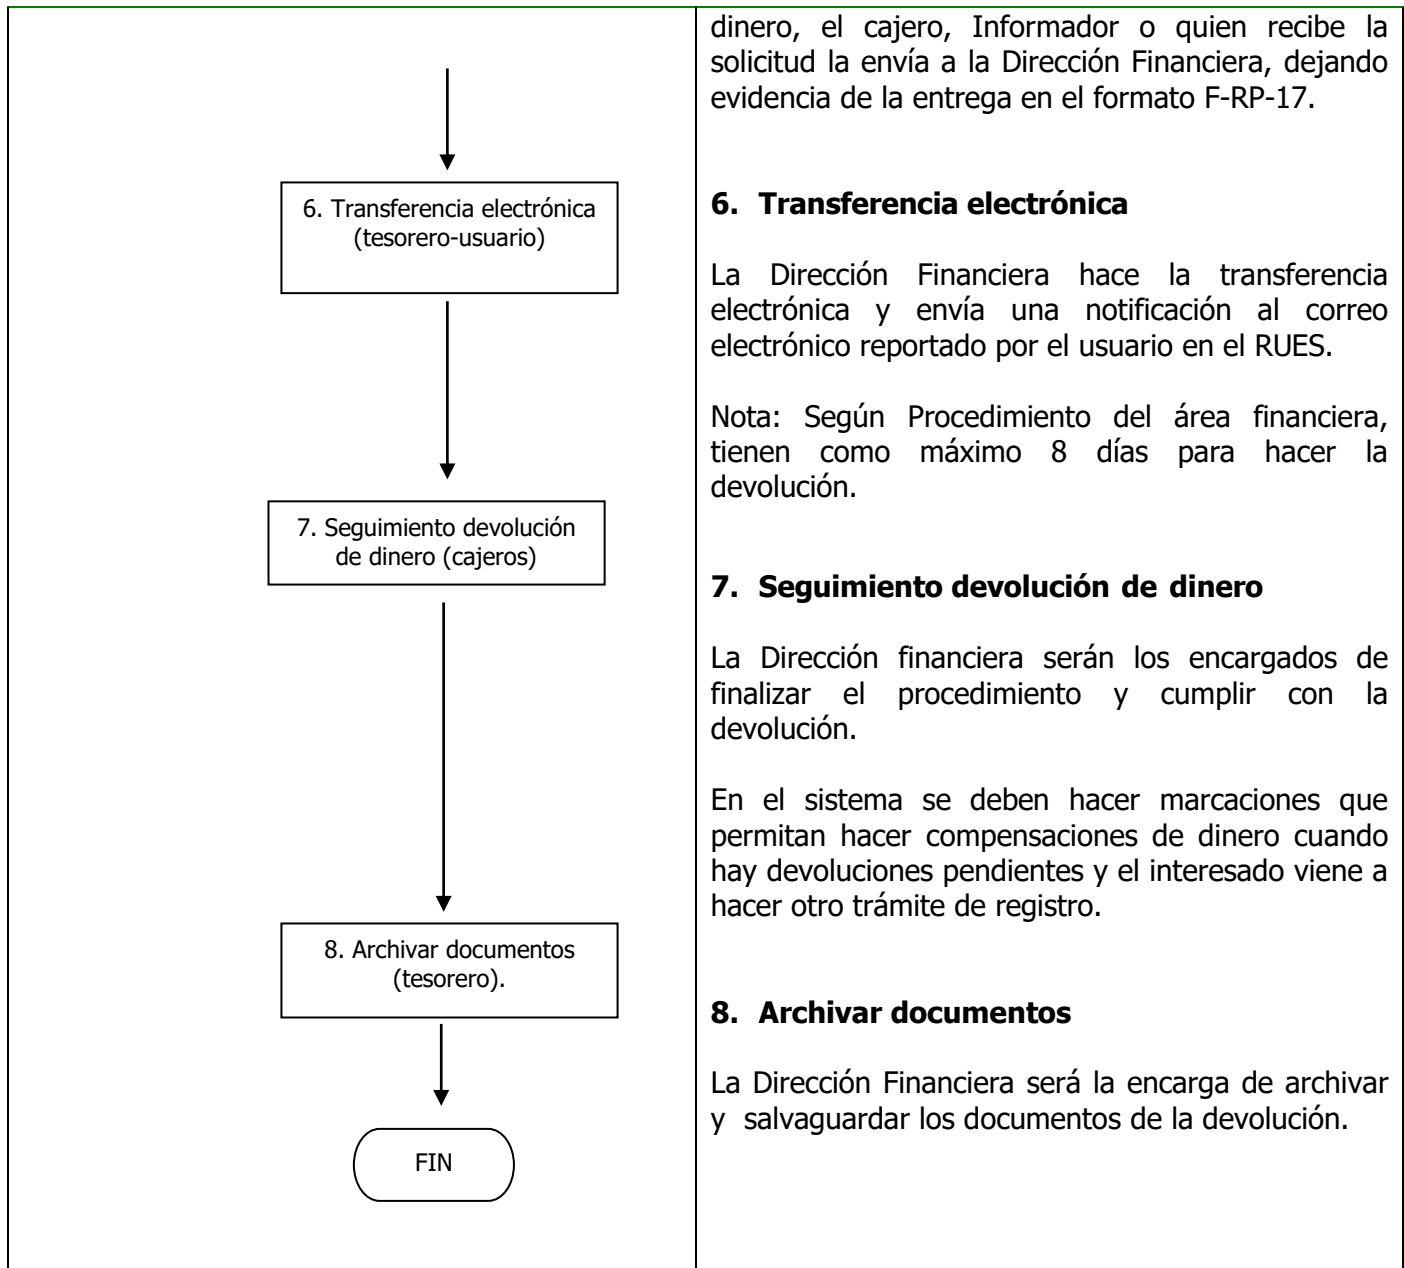 6. Transferencia electrónica
(tesorero-usuario)
7. Seguimiento devolución
de dinero (cajeros)
8. Archivar documentos
(tesorero).
FIN
dinero, el cajero, Informador o quien recibe la
solicitud la envía a la Dirección Financiera, dejando
evidencia de la entrega en el formato F-RP-17.
6. Transferencia electrónica
La Dirección Financiera hace la transferencia
electrónica y envía una notificación al correo
electrónico reportado por el usuario en el RUES.
Nota: Según Procedimiento del área financiera,
tienen como máximo 8 días para hacer la
devolución.
7. Seguimiento devolución de dinero
La Dirección financiera serán los encargados de
finalizar el procedimiento y cumplir con la
devolución.
En el sistema se deben hacer marcaciones que
permitan hacer compensaciones de dinero cuando
hay devoluciones pendientes y el interesado viene a
hacer otro trámite de registro.
8. Archivar documentos
La Dirección Financiera será la encarga de archivar
y salvaguardar los documentos de la devolución.